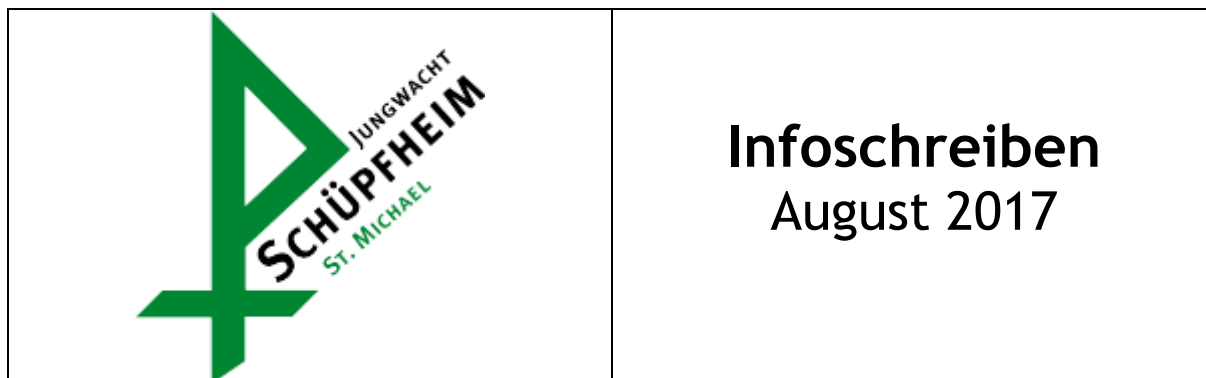 JUNGWACHT
SCHÜPFHEIM
ST. MICHAEL
Infoschreiben
August 2017